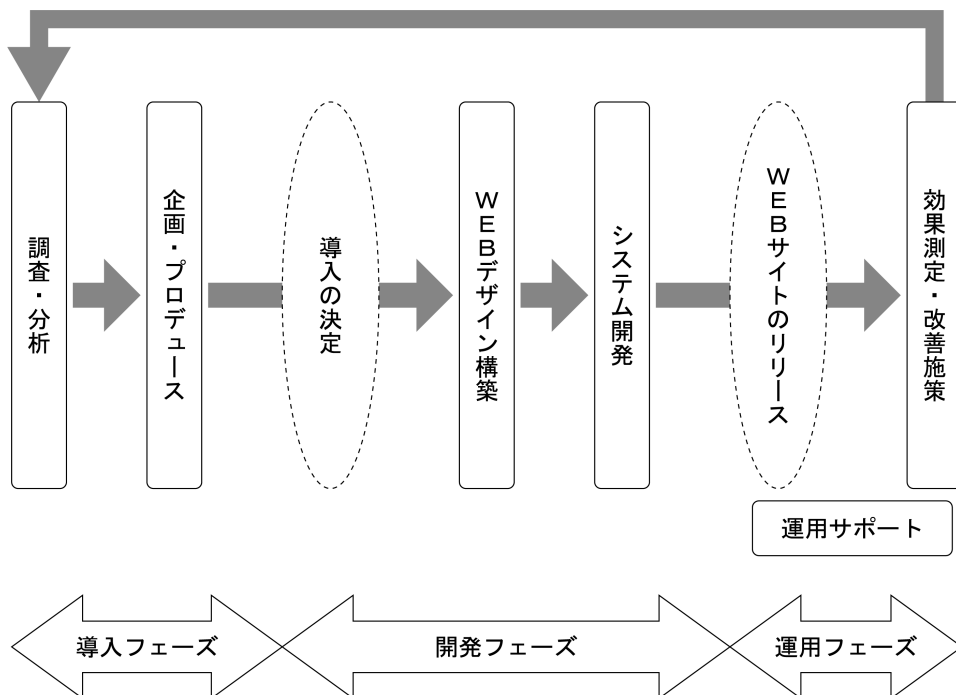 調査・分析
企画・プロデュース
導入の決定
WEBデザイン構築
システム開発
WEBサイトのリリース
効果測定・改善施策
運用サポート
導入フェーズ
開発フェーズ
運用フェーズ